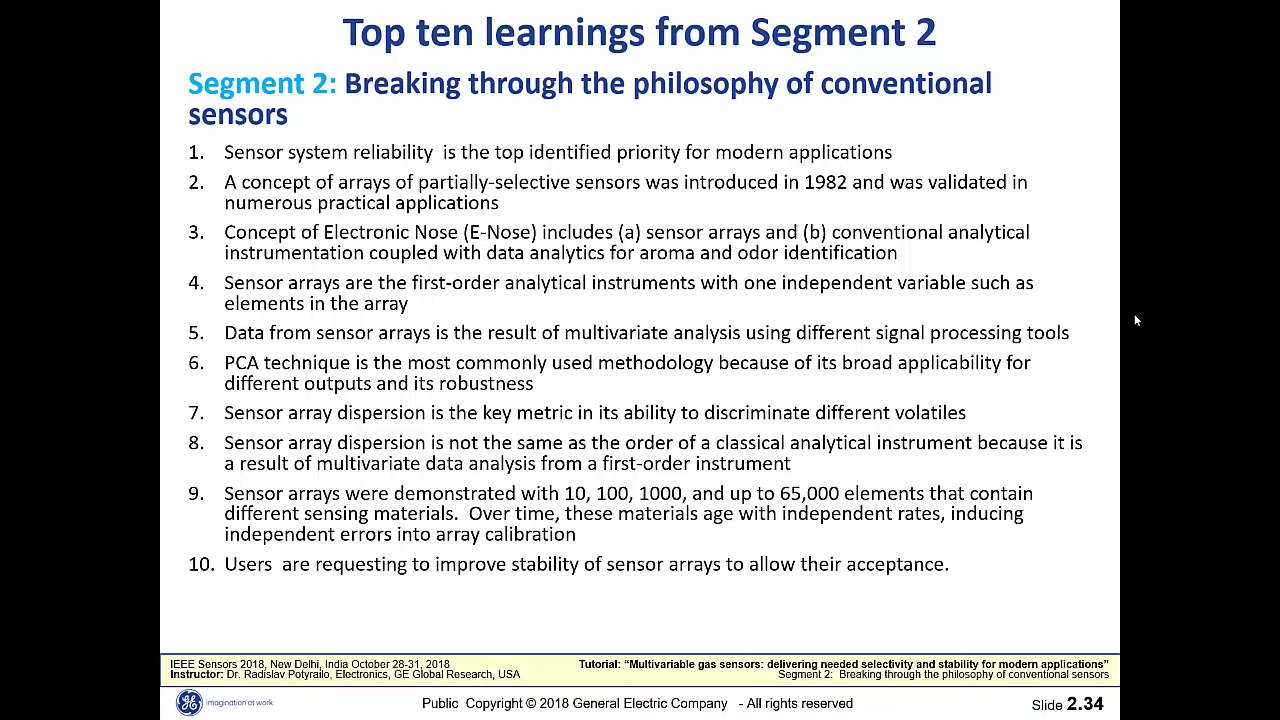 Top ten learnings from Segment 2
Segment 2: Breaking through the philosophy of conventional
sensors
1. Sensor system reliability is the top identified priority for modern applications
2. A concept of arrays of partially-selective sensors was introduced in 1982 and was validated in
numerous practical applications
3. Concept of Electronic Nose (E-Nose) includes (a) sensor arrays and (b) conventional analytical
instrumentation coupled with data analytics for aroma and odor identification
4. Sensor arrays are the first-order analytical instruments with one independent variable such as
elements in the array
5. Data from sensor arrays is the result of multivariate analysis using different signal processing tools
6. PCA technique is the most commonly used methodology because of its broad applicability for
different outputs and its robustness
7. Sensor array dispersion is the key metric in its ability to discriminate different volatiles
8. Sensor array dispersion is not the same as the order of a classical analytical instrument because it is
a result of multivariate data analysis from a first-order instrument
9. Sensor arrays were demonstrated with 10, 100, 1000, and up to 65,000 elements that contain
different sensing materials. Over time, these materials age with independent rates, inducing
independent errors into array calibration
10. Users are requesting to improve stability of sensor arrays to allow their acceptance.
IEEE Sensors 2018, New Delhi, India October 28-31, 2018
Instructor: Dr. Radislav Potyrailo, Electronics, GE Global Research, USA
Tutorial: “Multivariable gas sensors: delivering needed selectivity and stability for modern applications”
Segment 2: Breaking through the philosophy of conventional sensors
imagination at work
Public Copyright © 2018 General Electric Company - All rights reserved
Slide 2.34